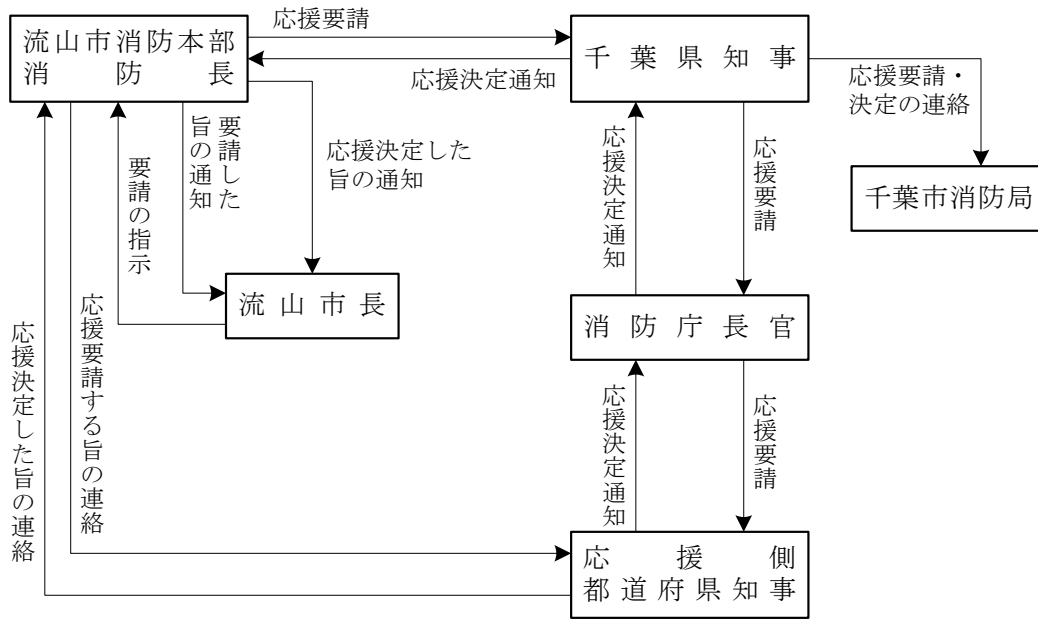 流山市消防本部
消防長
応援要請
千葉県知事
応援決定通知
応援要請・
決定の連絡
千葉市消防局
要請した
旨の通知
要請の指示
応援決定した
旨の通知
応援決定通知
応援要請
流山市長
消防庁長官
応援決定した旨の連絡
応援要請する旨の連絡
応援決定通知
応援要請
応援側
都道府県知事